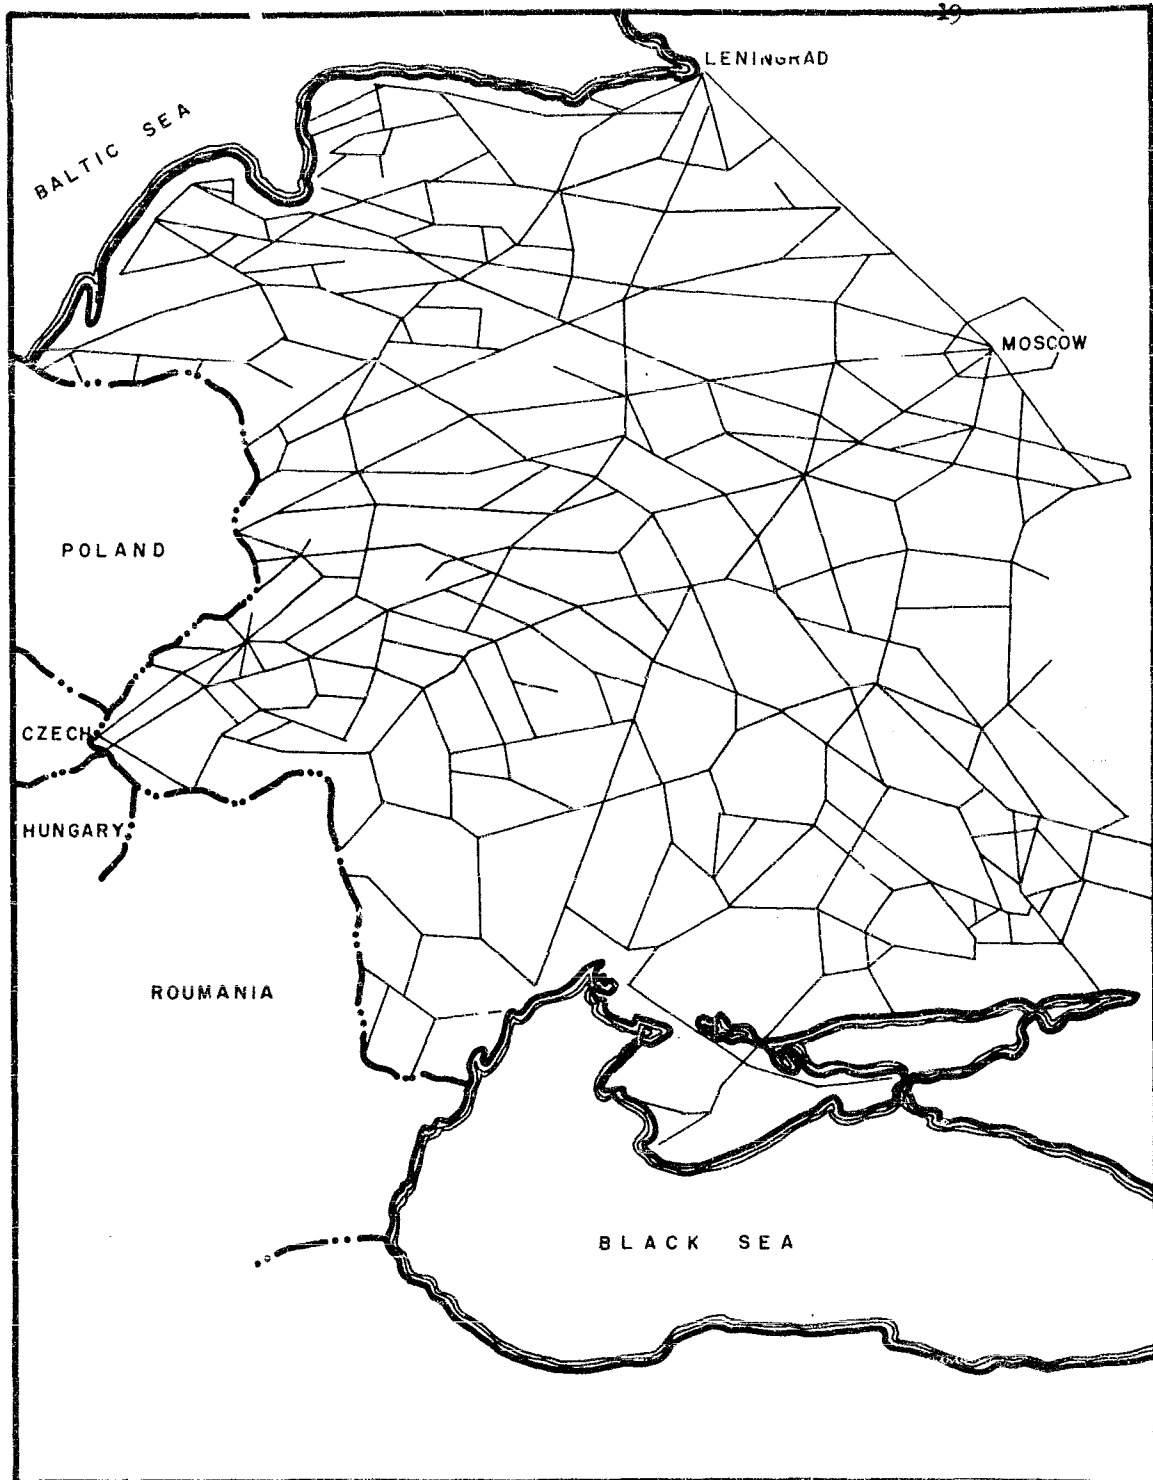 19
LENINGRAD
BALTIC SEA
MOSCOW
POLAND
CZECH
HUNGARY
ROUMANIA
BLACK SEA